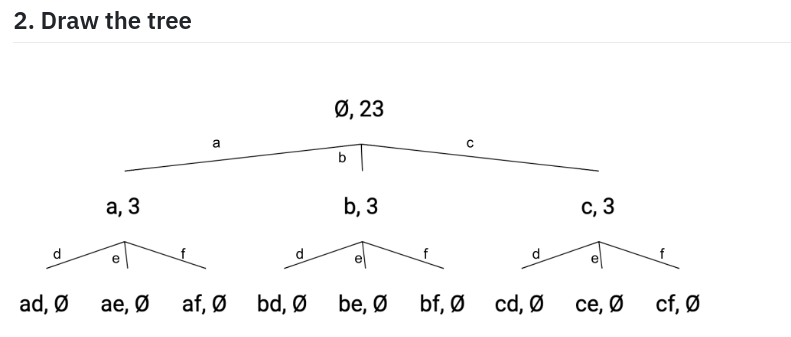 2. Draw the tree
Ø, 23
a c
b
a, 3 b, 3 c, 3
d e f d e f d e f
ad, Ø ae, Ø af, Ø bd, Ø be, Ø bf, Ø cd, Ø ce, Ø cf, Ø